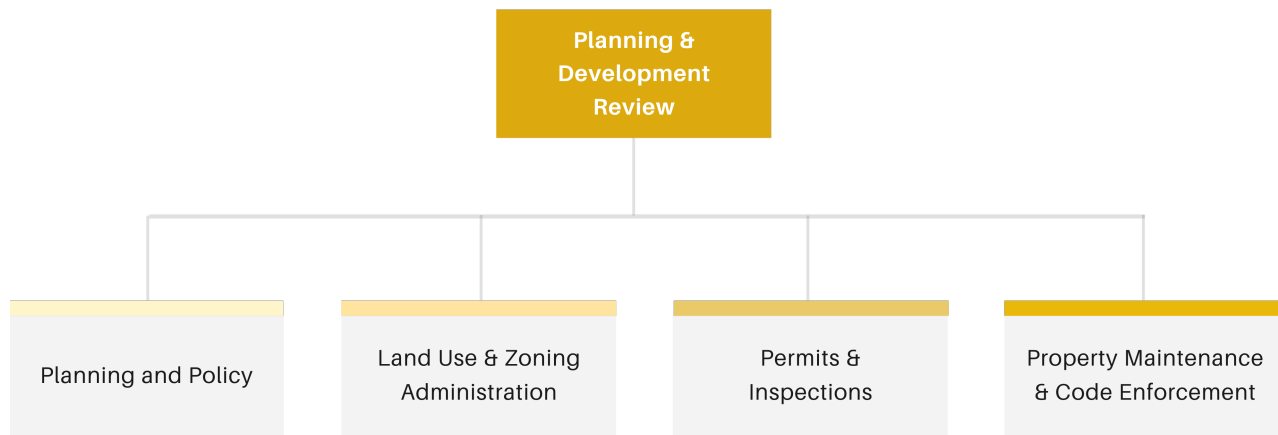 Planning &
Development
Review
Planning and Policy
Land Use & Zoning
Administration
Permits &
Inspections
Property Maintenance
& Code Enforcement